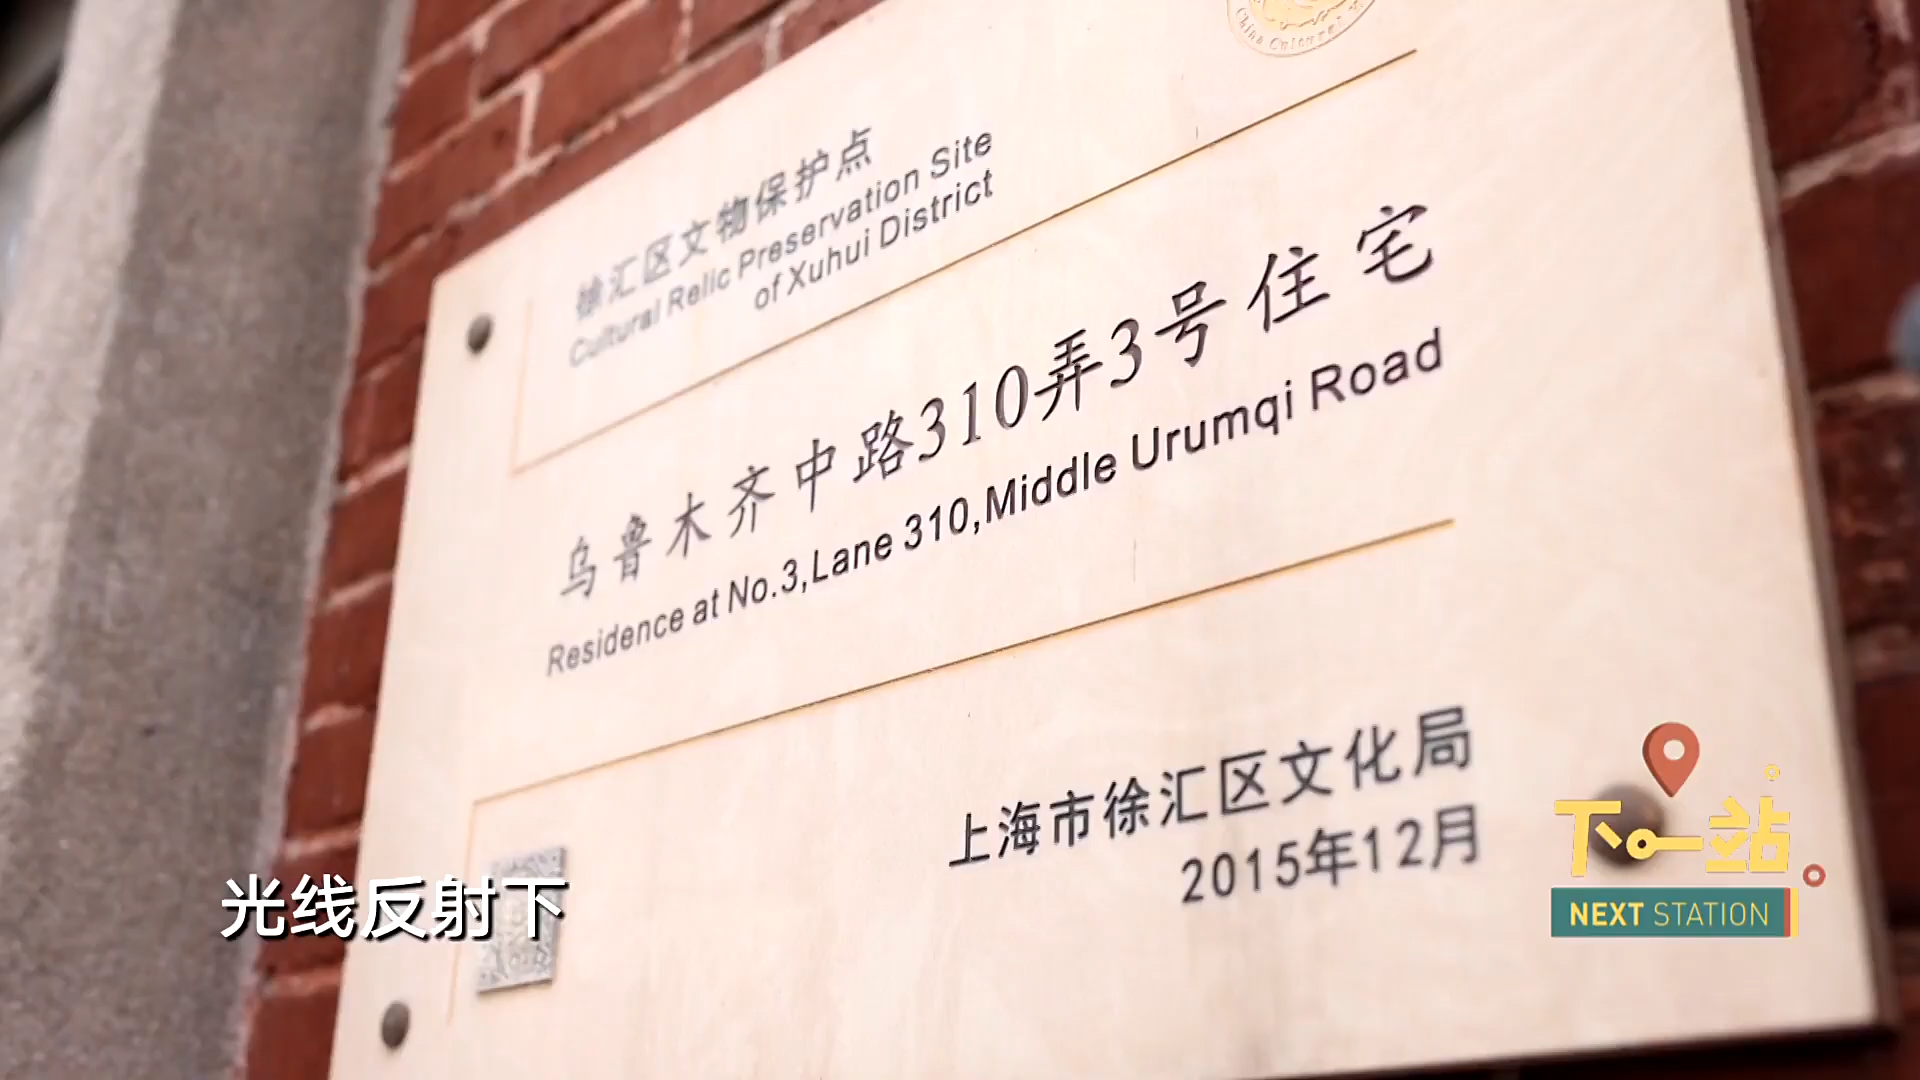 China Cultural
徐汇区文物保护点
Cultural Relic Preservation Site
of Xuhui District
乌鲁木齐中路310弄3号住宅
Residence at No.3,Lane 310,Middle Urumqi Road
上海市徐汇区文化局
2015年12月
光线反射下
下一站
NEXT STATION